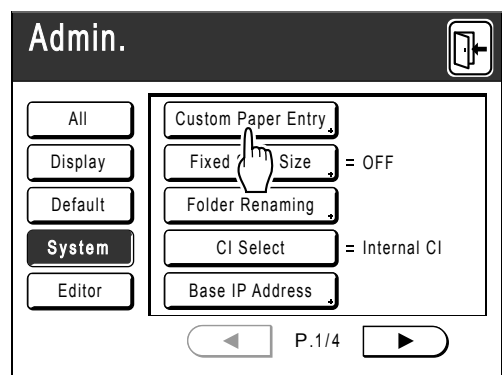 Admin.
All
Display
Default
System
Editor
Custom Paper Entry
Fixed Size = OFF
Folder Renaming
CI Select = Internal CI
Base IP Address
P.1/4